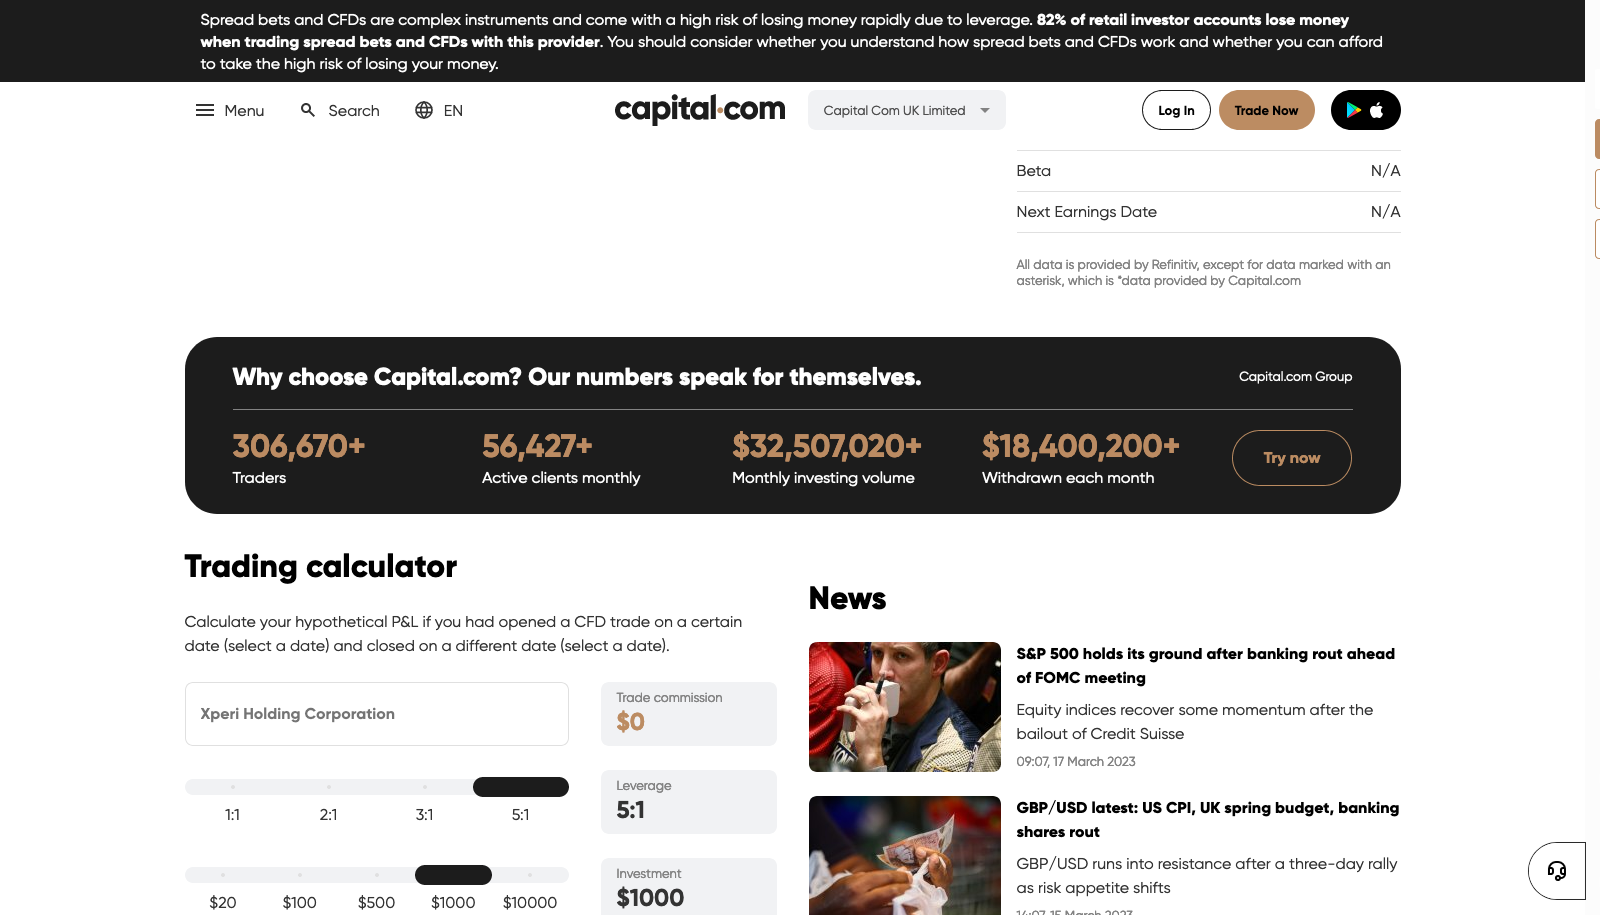 Spread bets and CFDs are complex instruments and come with a high risk of losing money rapidly due to leverage. 82% of retail investor accounts lose money
when trading spread bets and CFDs with this provider. You should consider whether you understand how spread bets and CFDs work and whether you can afford
to take the high risk of losing your money.
Menu Search EN capital.com Capital Com UK Limited Log In Trade Now
Beta N/A
Next Earnings Date N/A
All data is provided by Refinitiv, except for data marked with an
asterisk, which is *data provided by Capital.com
Why choose Capital.com? Our numbers speak for themselves. Capital.com Group
306,670+ 56,427+ $32,507,020+ $18,400,200+
Traders Active clients monthly Monthly investing volume Withdrawn each month
Try now
Trading calculator
Calculate your hypothetical P&L if you had opened a CFD trade on a certain
date (select a date) and closed on a different date (select a date).
Xperi Holding Corporation
Trade commission
$0
1:1 2:1 3:1 5:1
Leverage
5:1
$20 $100 $500 $1000 $10000
Investment
$1000
News
S&P 500 holds its ground after banking rout ahead
of FOMC meeting
Equity indices recover some momentum after the
bailout of Credit Suisse
09:07, 17 March 2023
GBP/USD latest: US CPI, UK spring budget, banking
shares rout
GBP/USD runs into resistance after a three-day rally
as risk appetite shifts
14:07, 15 March 2023